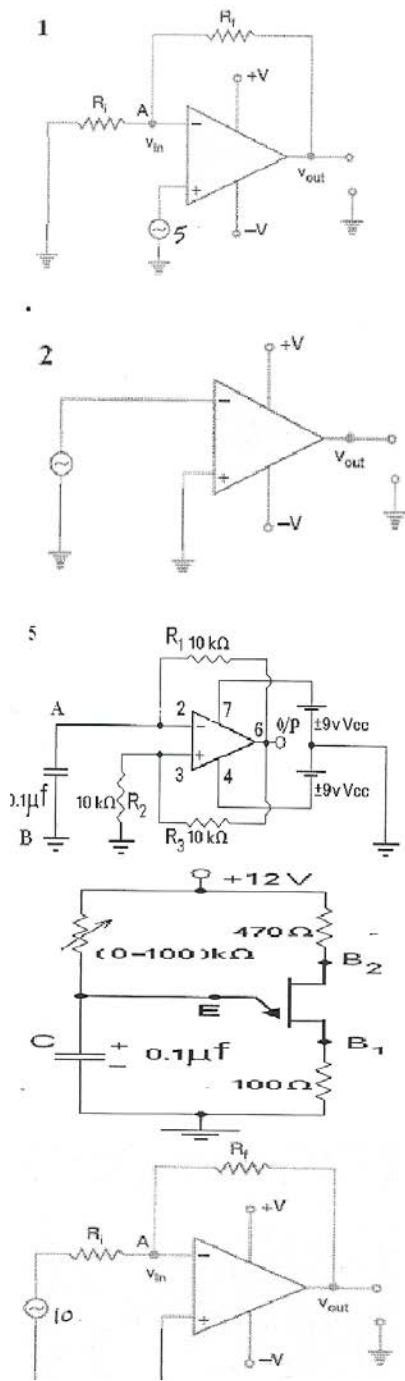 1
Rf
+V
Ri
A
Vin
−
+
Vout
5
−V
2
+V
−
+
Vout
−V
5
R1 10 kΩ
A
2
7
−
6
O/P
±9v Vcc
+
0.1μf
3
4
10 kΩ
R2
±9v Vcc
B
R3 10 kΩ
+12V
470Ω
(0−100)kΩ
B2
E
C
+
0.1μf
−
B1
100Ω
Rf
+V
Ri
A
Vin
−
10
+
Vout
−V